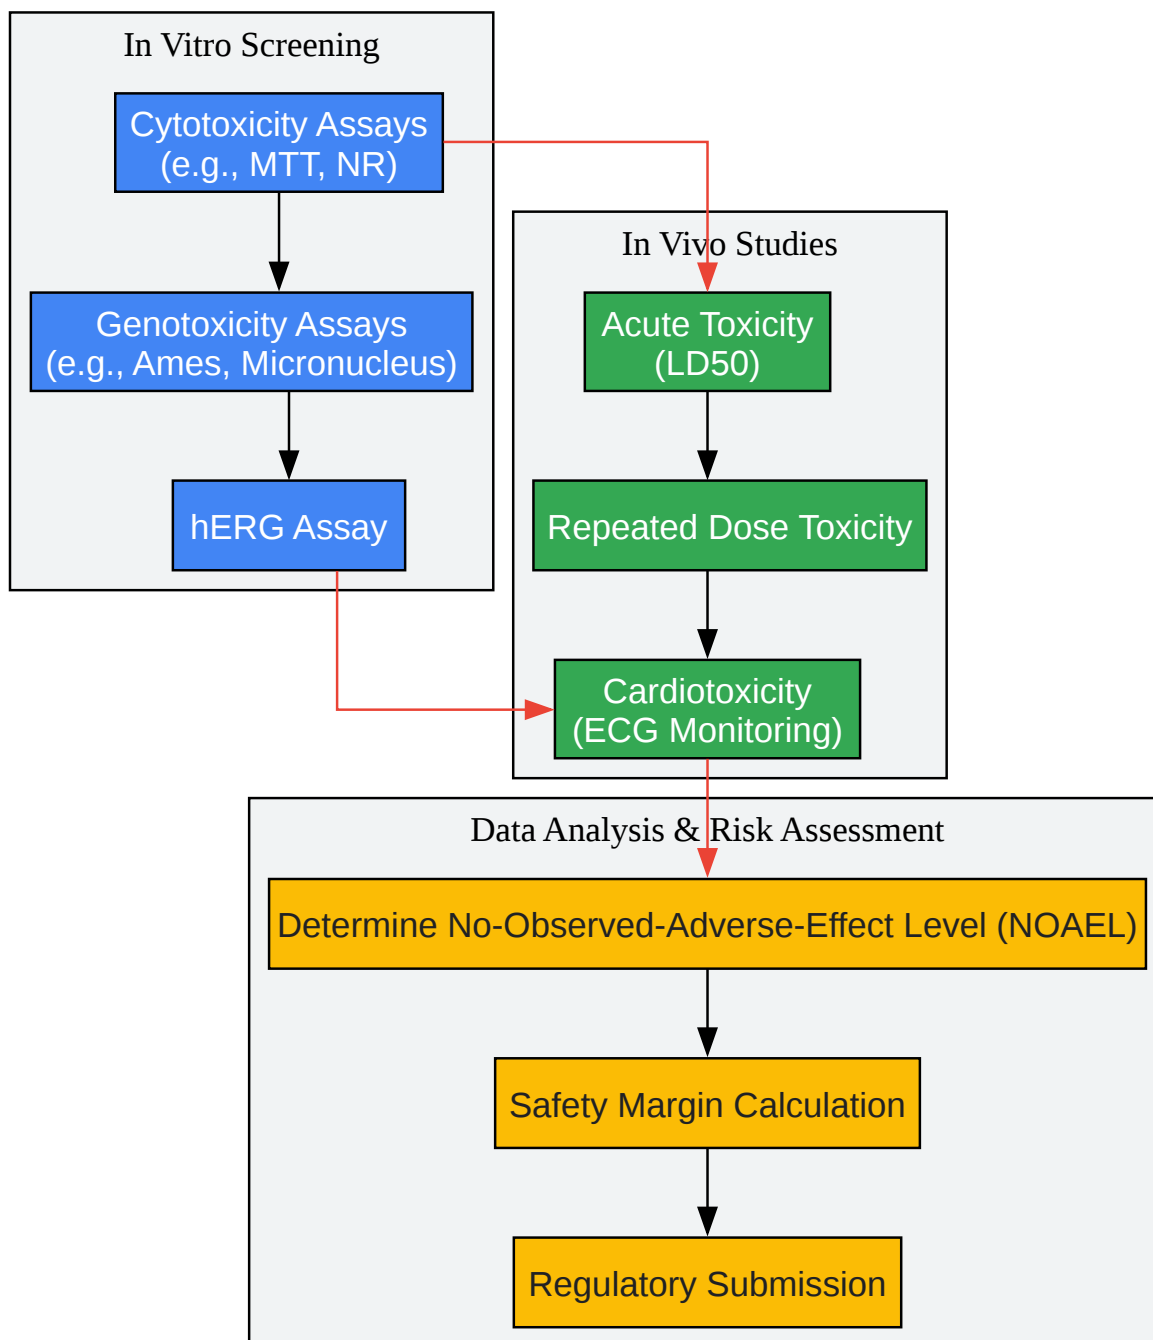 In Vitro Screening
Cytotoxicity Assays
(e.g., MTT, NR)
Genotoxicity Assays
(e.g., Ames, Micronucleus)
hERG Assay
In Vivo Studies
Acute Toxicity
(LD50)
Repeated Dose Toxicity
Cardiotoxicity
(ECG Monitoring)
Data Analysis & Risk Assessment
Determine No-Observed-Adverse-Effect Level (NOAEL)
Safety Margin Calculation
Regulatory Submission